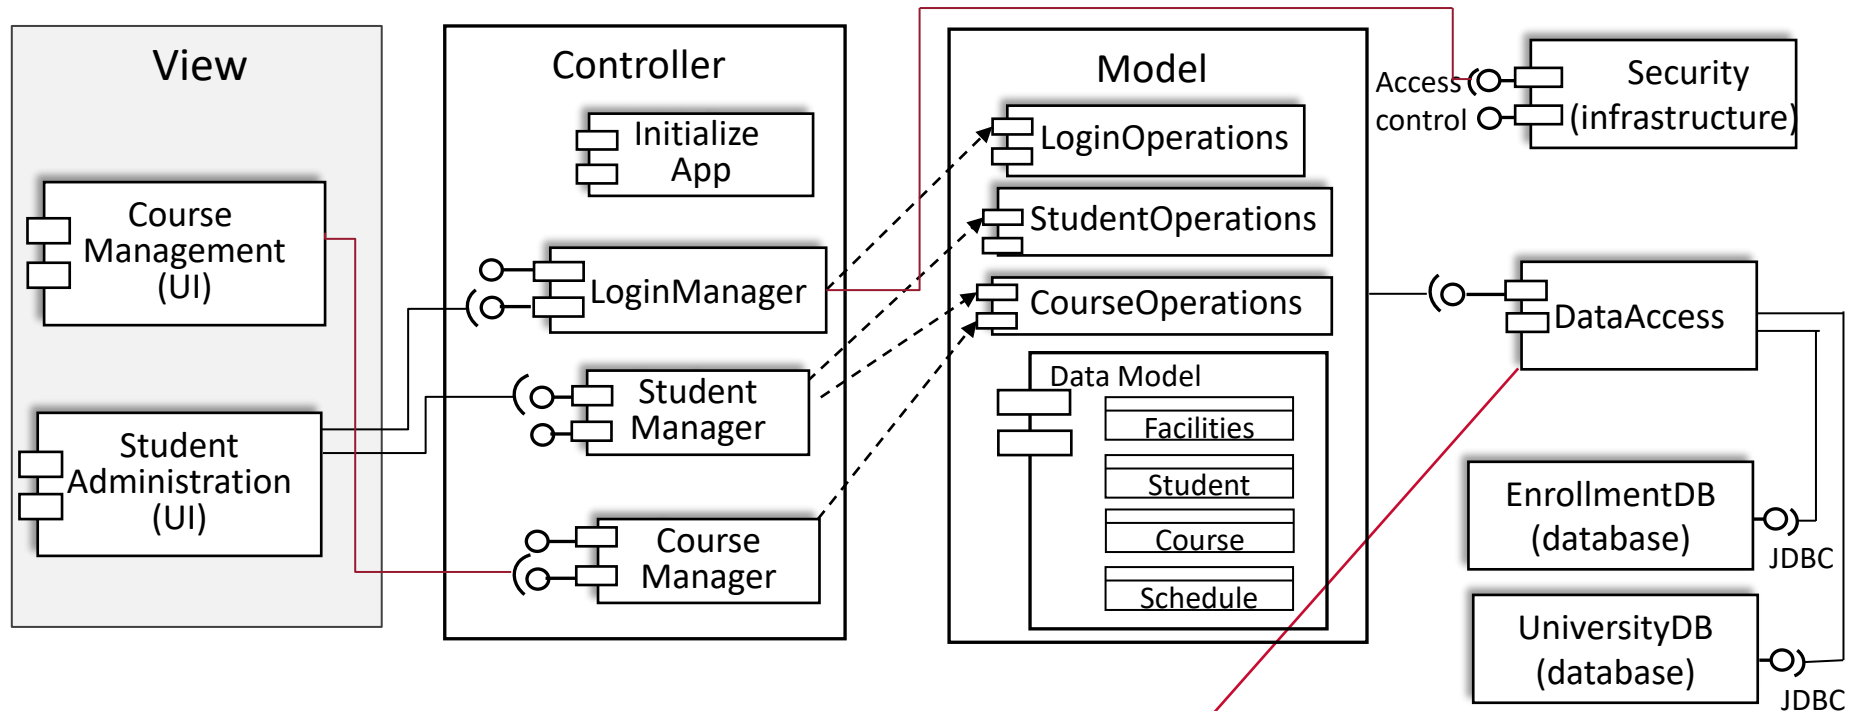 View
Course
Management
(UI)
Student
Administration
(UI)
Controller
Initialize
App
LoginManager
Student
Manager
Course
Manager
Model
LoginOperations
StudentOperations
CourseOperations
Data Model
Facilities
Student
Course
Schedule
Access
control
Security
(infrastructure)
DataAccess
EnrollmentDB
(database)
JDBC
UniversityDB
(database)
JDBC